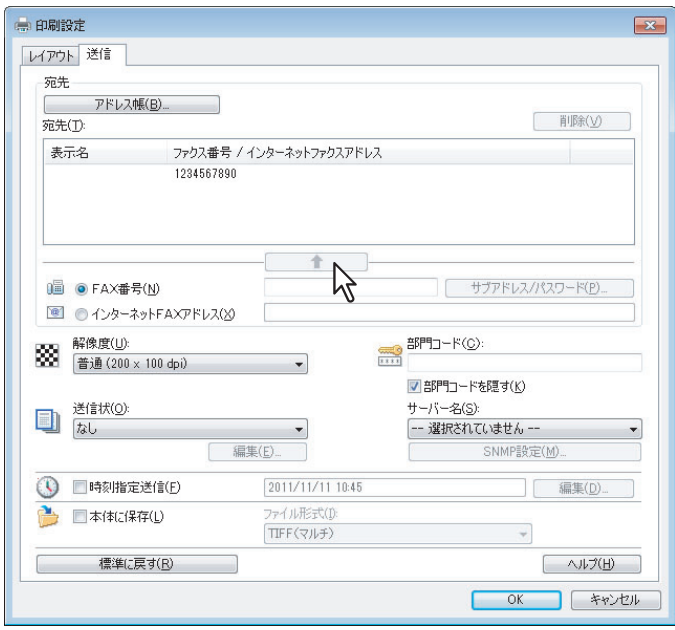 印刷設定
レイアウト 送信
宛先
アドレス帳(B)...
宛先(T):
削除(V)
表示名 ファクス番号 / インターネットファクスアドレス
1234567890
FAX番号(N) サブアドレス/パスワード(P)...
インターネットFAXアドレス(X)
解像度(U): 部門コード(C):
普通 (200 x 100 dpi)
部門コードを隠す(K)
送信状(O): サーバー名(S):
なし -- 選択されていません --
編集(E)... SNMP設定(M)...
時刻指定送信(F) 2011/11/11 10:45 編集(D)...
本体に保存(L) ファイル形式(I):
TIFF(マルチ)
標準に戻す(R) ヘルプ(H)
OK キャンセル